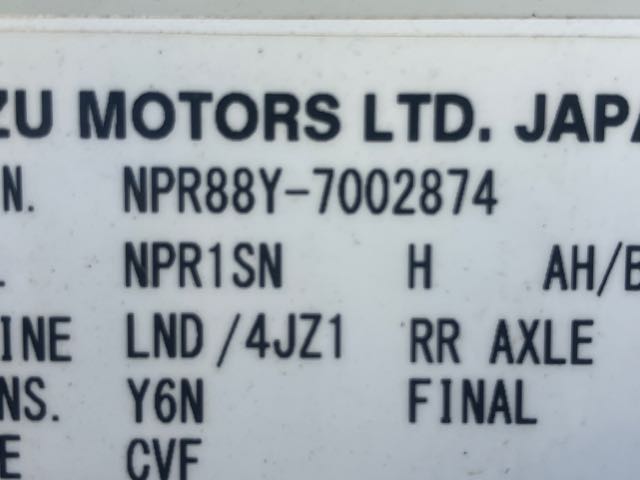 ZU MOTORS LTD. JAPA
N. NPR88Y-7002874
. NPR1SN H AH/B
INE LND /4JZ1 RR AXLE
NS. Y6N FINAL
E CVF